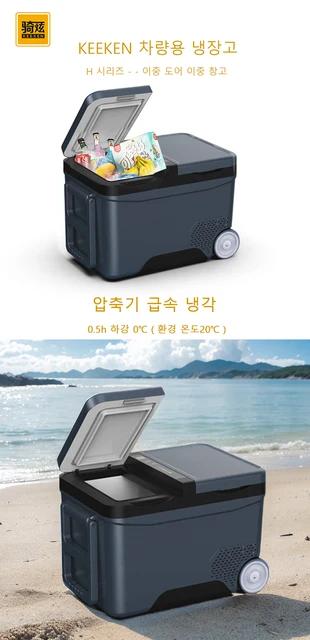 骑炫
KEEKEN
KEEKEN 차량용 냉장고
H 시리즈 - - 이중 도어 이중 창고
압축기 급속 냉각
0.5h 하강 0℃ ( 환경 온도20℃ )